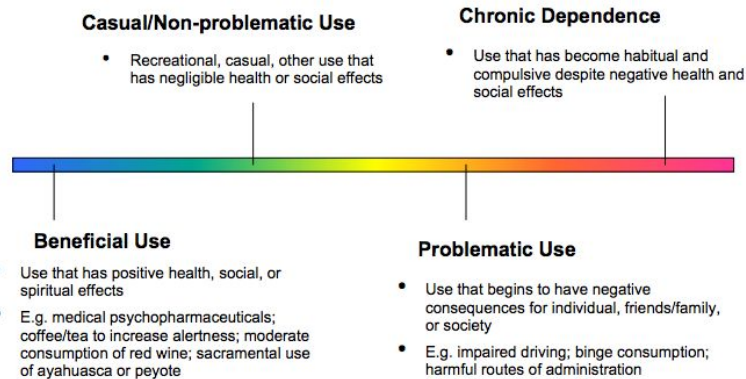 Casual/Non-problematic Use
• Recreational, casual, other use that
has negligible health or social effects
Chronic Dependence
• Use that has become habitual and
compulsive despite negative health and
social effects
Beneficial Use
Use that has positive health, social, or
spiritual effects
E.g. medical psychopharmaceuticals;
coffee/tea to increase alertness; moderate
consumption of red wine; sacramental use
of ayahuasca or peyote
Problematic Use
• Use that begins to have negative
consequences for individual, friends/family,
or society
• E.g. impaired driving; binge consumption;
harmful routes of administration